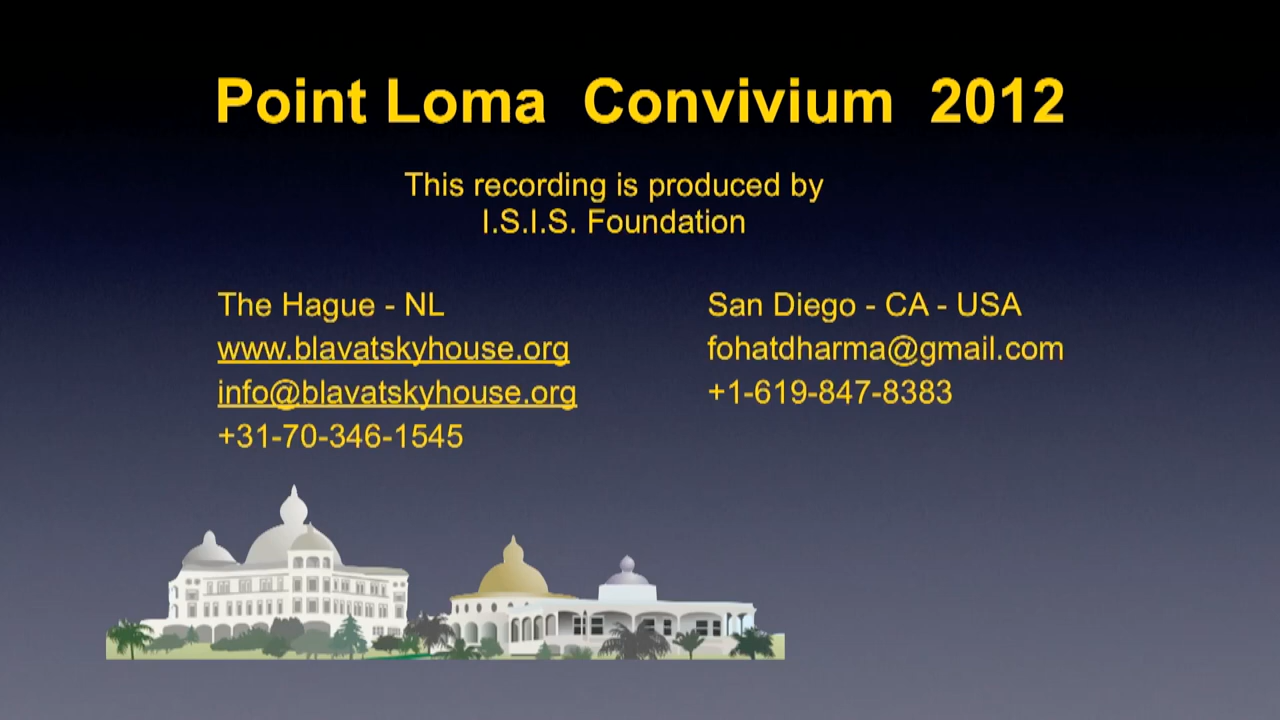 Point Loma Convivium 2012
This recording is produced by
I.S.I.S. Foundation
The Hague - NL
www.blavatskyhouse.org
info@blavatskyhouse.org
+31-70-346-1545
San Diego - CA - USA
fohatdharma@gmail.com
+1-619-847-8383